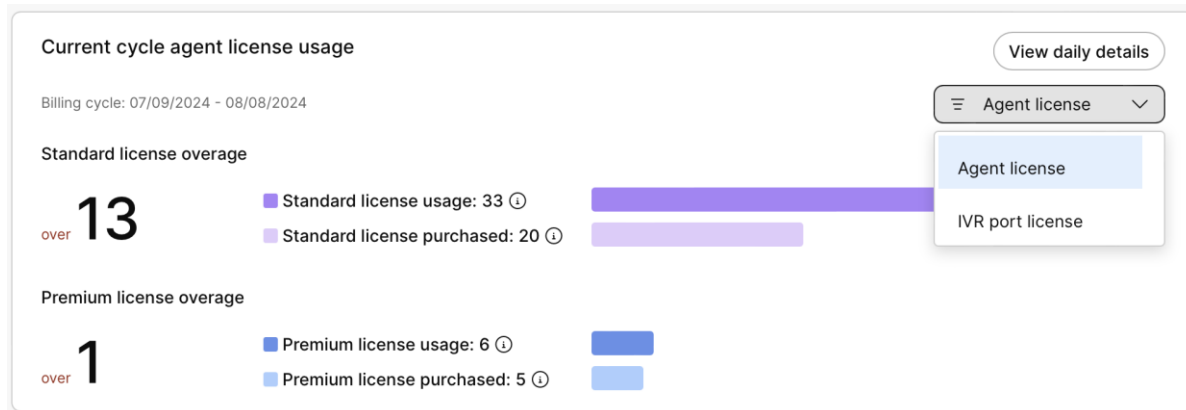 Current cycle agent license usage
View daily details
Billing cycle: 07/09/2024 - 08/08/2024
Agent license
Standard license overage
Agent license
over 13
Standard license usage: 33
IVR port license
Standard license purchased: 20
Premium license overage
over 1
Premium license usage: 6
Premium license purchased: 5